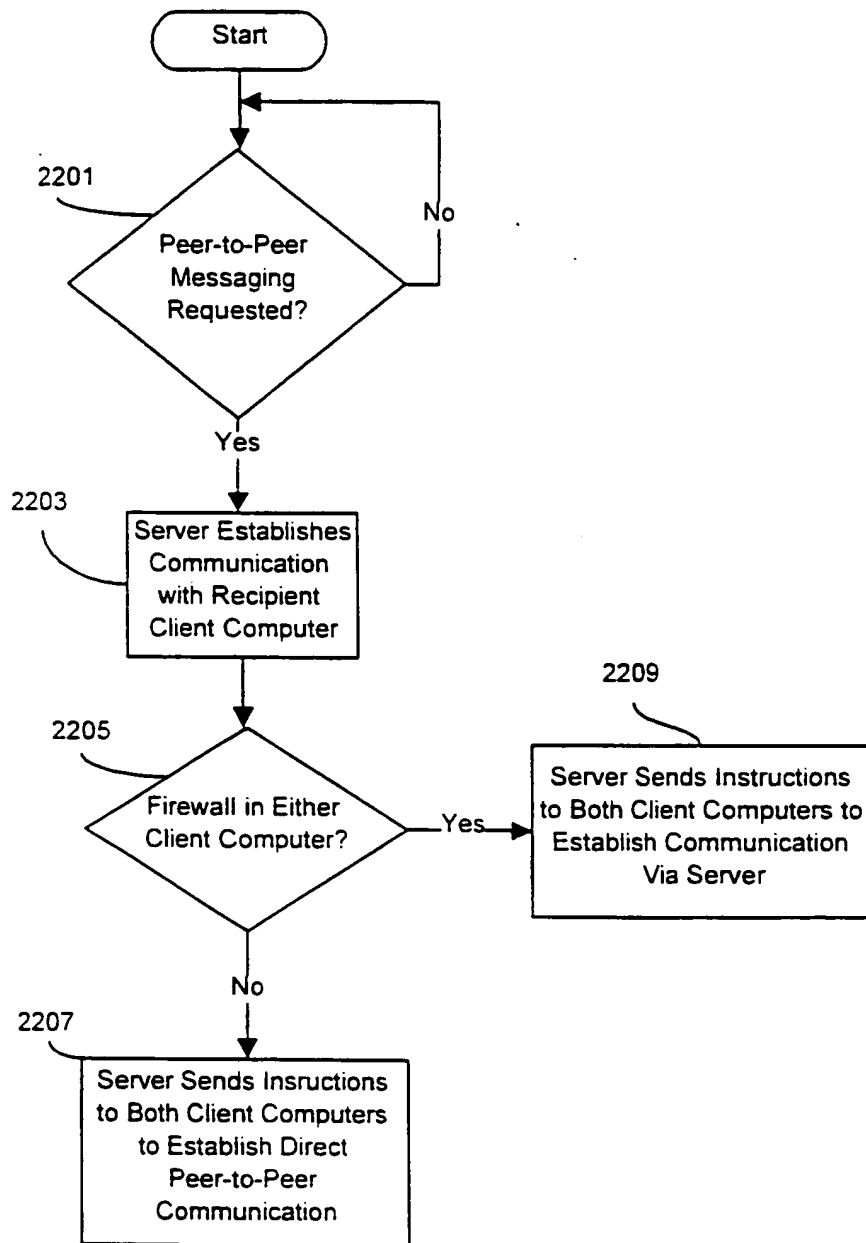 Start
2201
No
Peer-to-Peer
Messaging
Requested?
Yes
2203
Server Establishes
Communication
with Recipient
Client Computer
2209
2205
Firewall in Either
Client Computer?
Yes
Server Sends Instructions
to Both Client Computers to
Establish Communication
Via Server
No
2207
Server Sends Insructions
to Both Client Computers
to Establish Direct
Peer-to-Peer
Communication